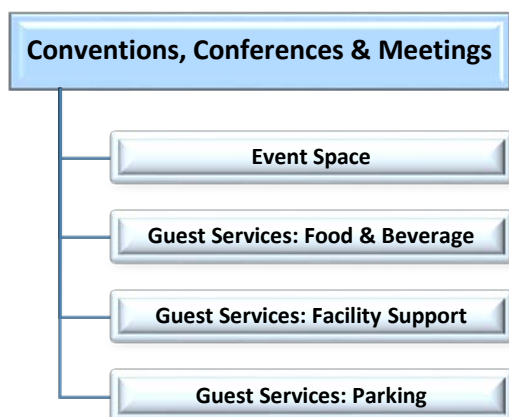 Conventions, Conferences & Meetings
Event Space
Guest Services: Food & Beverage
Guest Services: Facility Support
Guest Services: Parking